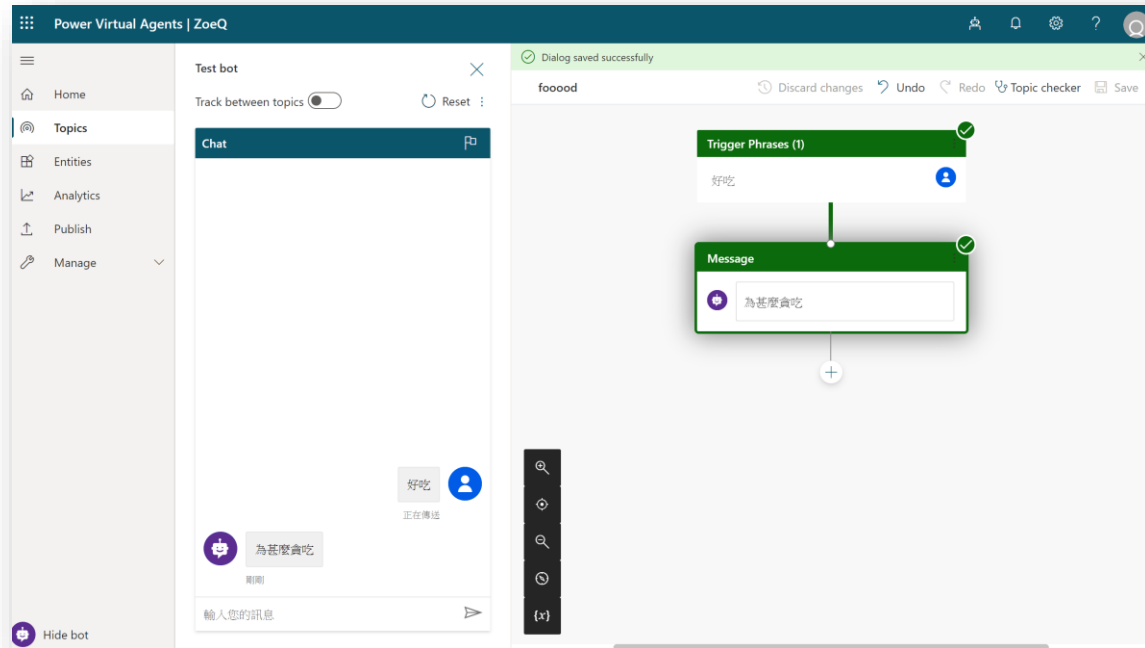 Power Virtual Agents | ZoeQ
Home
Topics
Entities
Analytics
Publish
Manage
Hide bot
Test bot
Track between topics
Reset
Chat
好吃
正在傳送
為甚麼貪吃
剛剛
輸入您的訊息
Dialog saved successfully
fooood
Discard changes
Undo
Redo
Topic checker
Save
Trigger Phrases (1)
好吃
Message
為甚麼貪吃
{x}